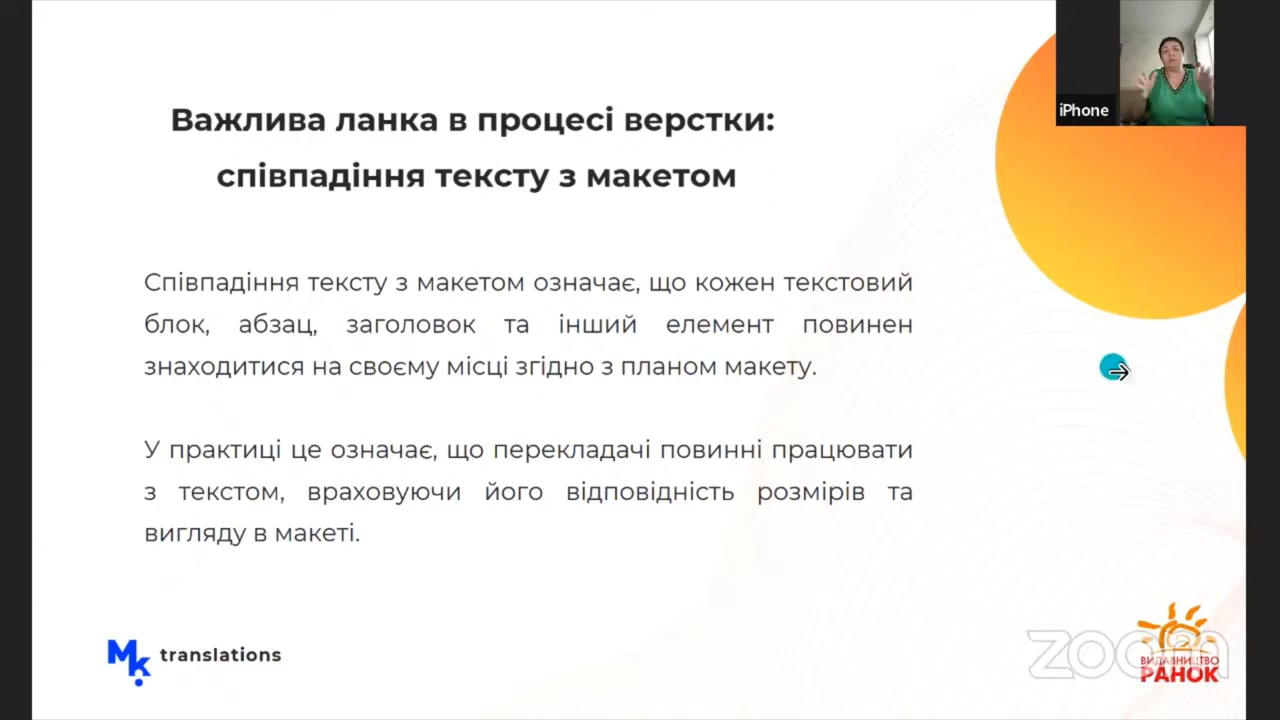 iPhone
Важлива ланка в процесі верстки:
співпадіння тексту з макетом
Співпадіння тексту з макетом означає, що кожен текстовий
блок, абзац, заголовок та інший елемент повинен
знаходитися на своєму місці згідно з планом макету.
У практиці це означає, що перекладачі повинні працювати
з текстом, враховуючи його відповідність розмірів та
вигляду в макеті.
Mk translations
zoom
ВИДАВНИЦТВО
РАНОК